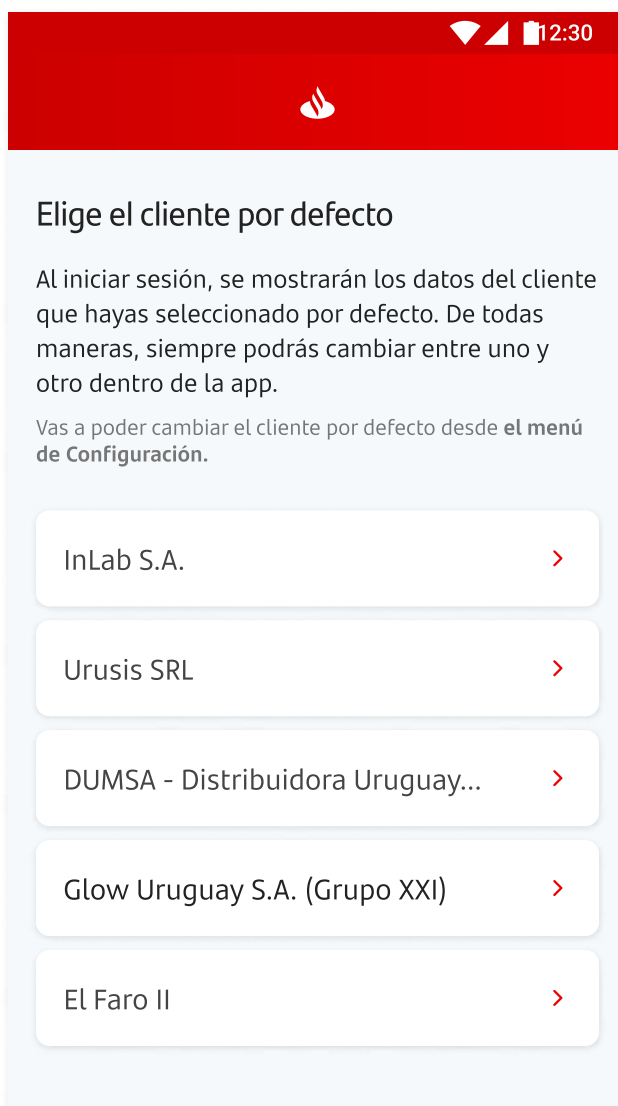 12:30
Elige el cliente por defecto
Al iniciar sesión, se mostrarán los datos del cliente
que hayas seleccionado por defecto. De todas
maneras, siempre podrás cambiar entre uno y
otro dentro de la app.
Vas a poder cambiar el cliente por defecto desde el menú
de Configuración.
InLab S.A.
Urusis SRL
DUMSA - Distribuidora Uruguay...
Glow Uruguay S.A. (Grupo XXI)
El Faro II